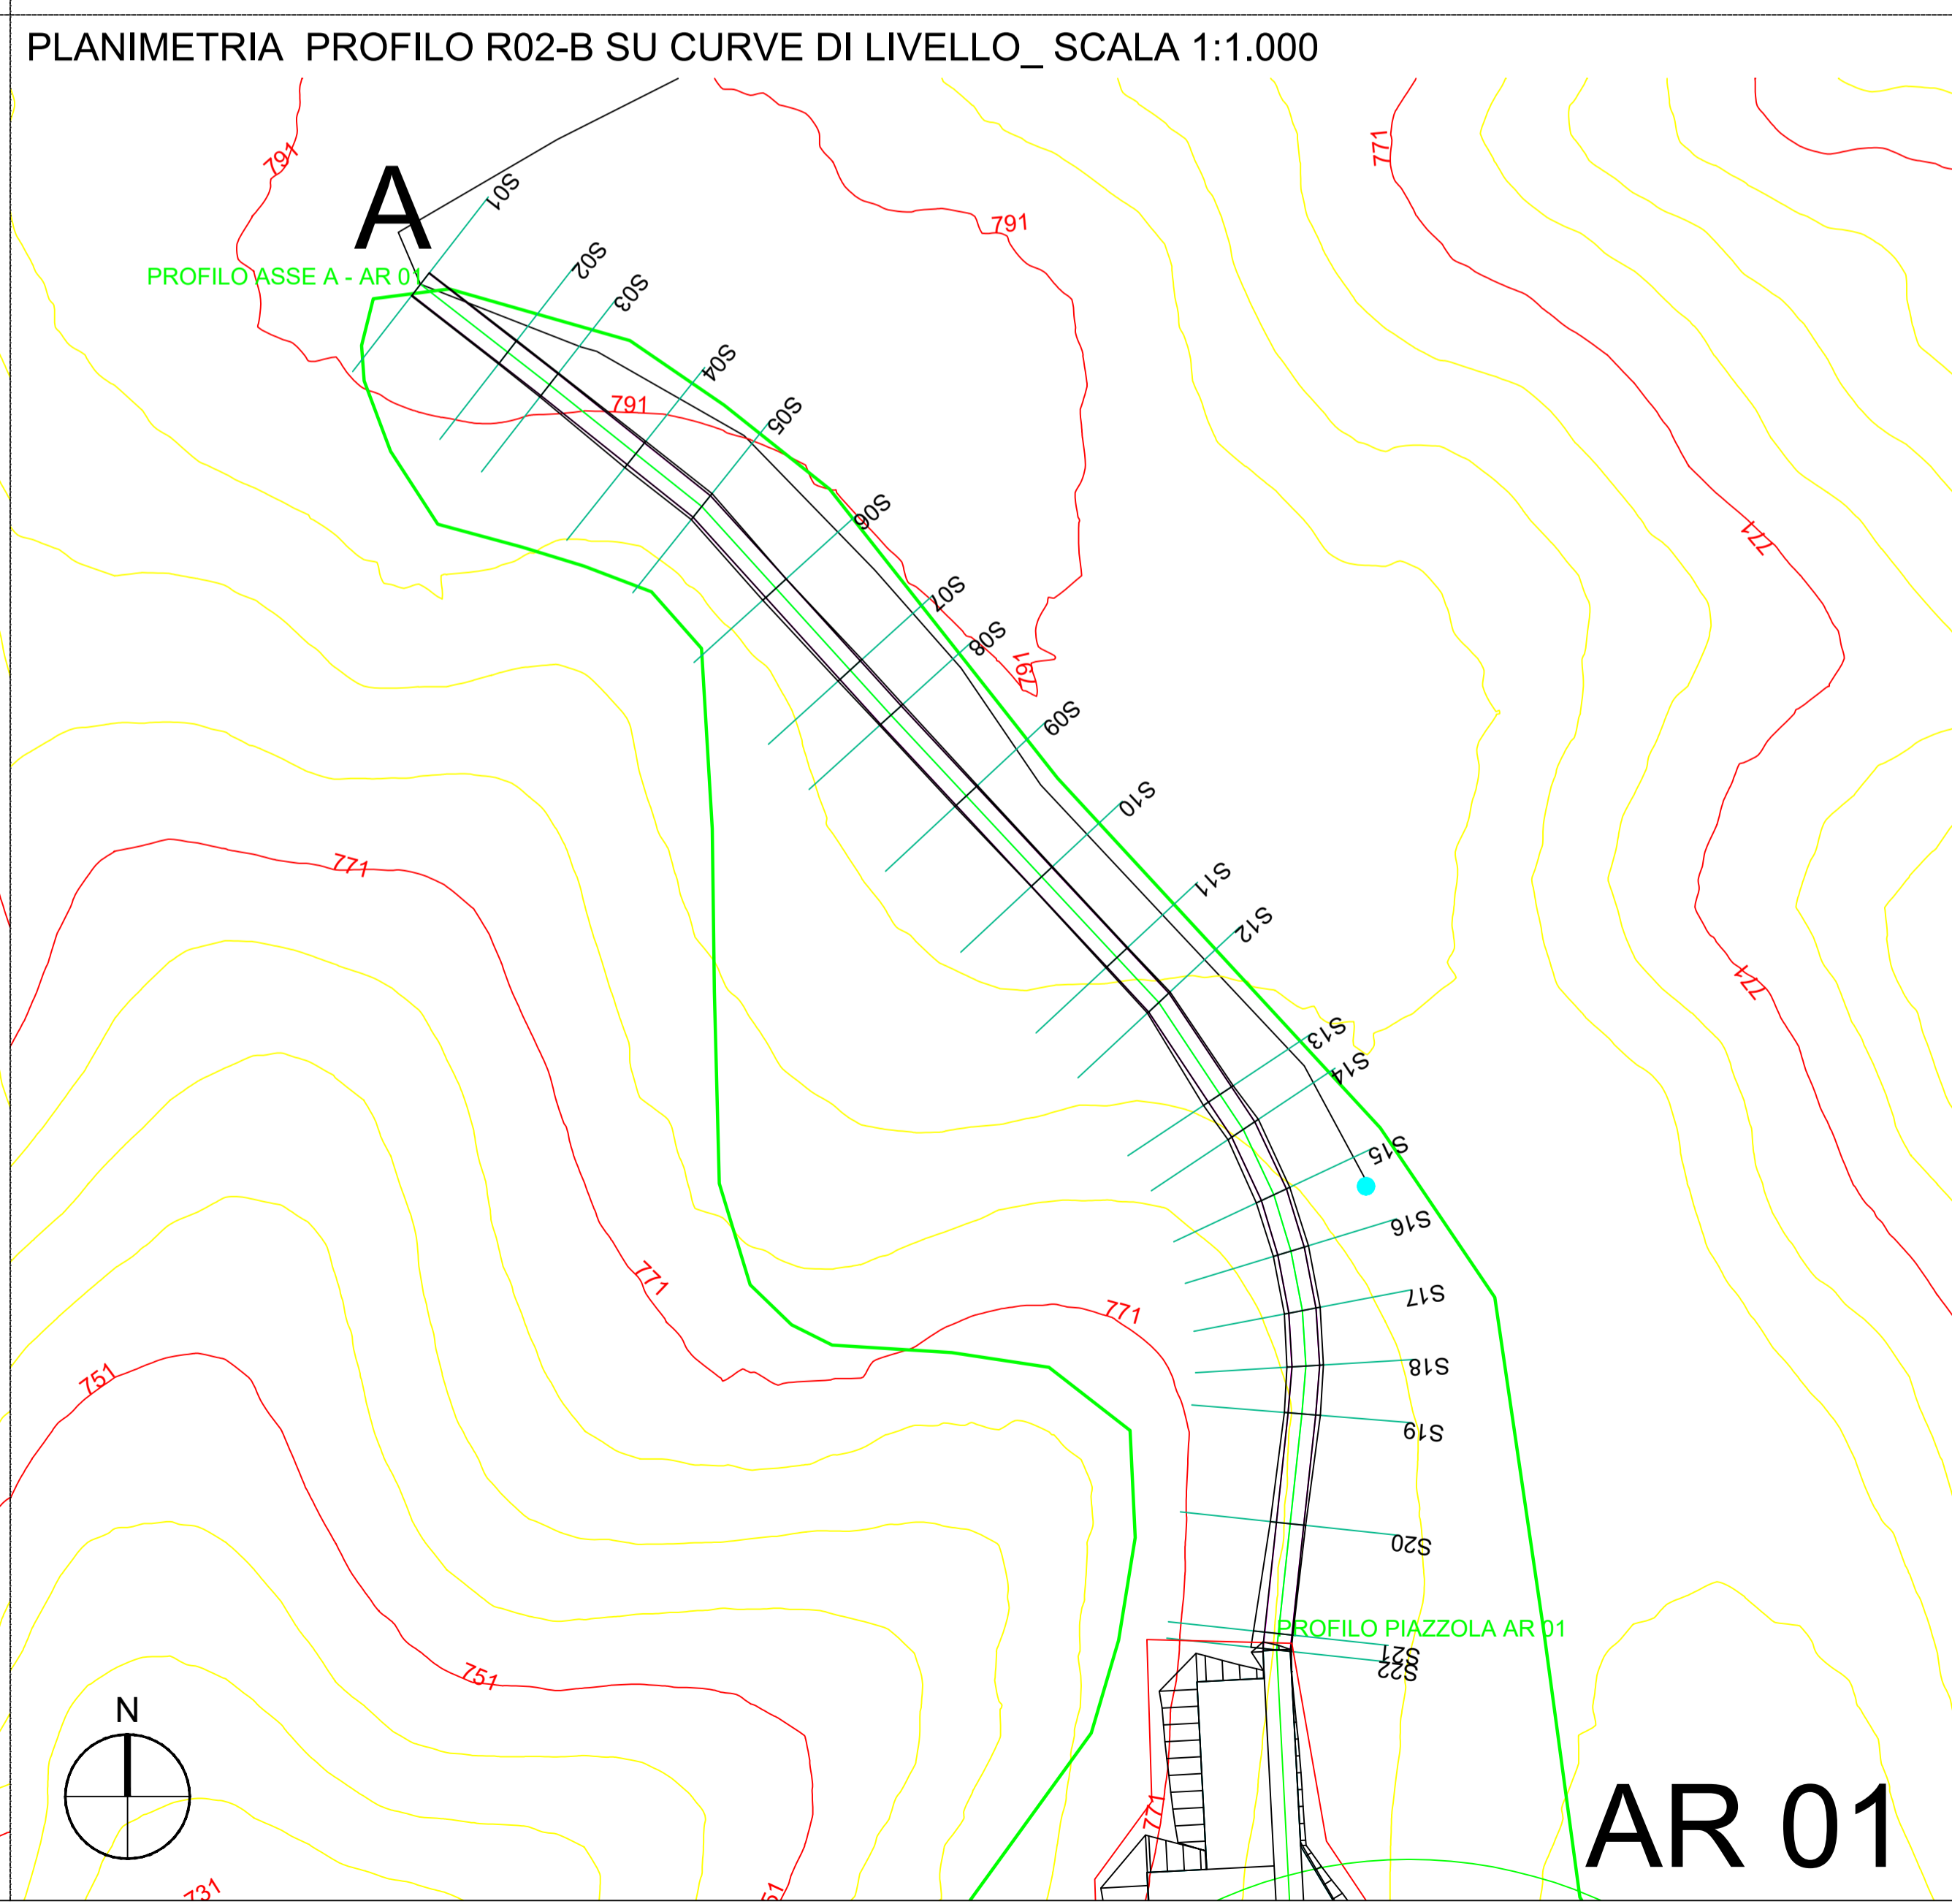 PLANIMETRIA PROFILO R02-B SU CURVE DI LIVELLO_ SCALA 1:1.000
791
771
A
S01
791
S02
PROFILO ASSE A - AR 01
S03
S04
791
S05
S06
771
S07
S08
791
S09
S10
771
S11
S12
771
S13
S14
S15
S16
771
S17
771
S18
751
S19
S20
PROFILO PIAZZOLA AR 01
S21
S22
751
N
771
AR 01
731